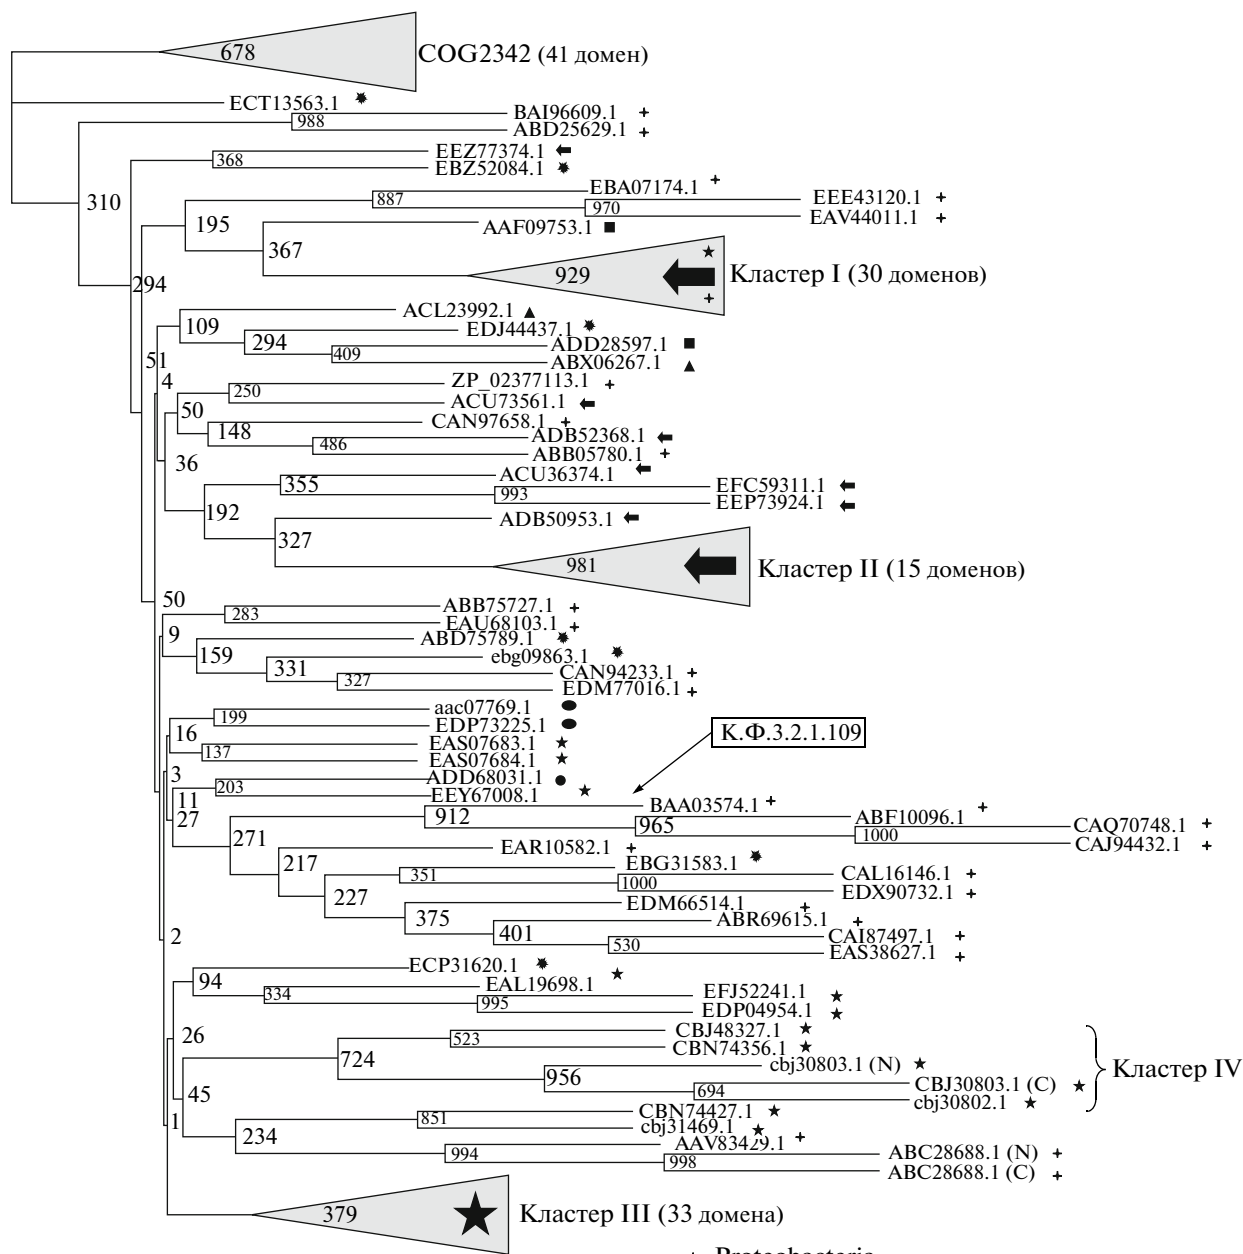 678
COG2342 (41 домен)
ECT13563.1
988
BAI96609.1
ABD25629.1
368
EEZ77374.1
EBZ52084.1
310
195
887
EBA07174.1
970
EEE43120.1
EAV44011.1
367
AAF09753.1
929
Кластер I (30 доменов)
294
109
ACL23992.1
294
EDJ44437.1
409
ADD28597.1
ABX06267.1
51
4
50
250
ZP_02377113.1
ACU73561.1
148
CAN97658.1
486
ADB52368.1
ABB05780.1
36
192
355
ACU36374.1
993
EFC59311.1
EEP73924.1
327
ADB50953.1
981
Кластер II (15 доменов)
50
9
283
ABB75727.1
EAU68103.1
159
ABD75789.1
331
ebg09863.1
327
CAN94233.1
EDM77016.1
16
199
aac07769.1
EDP73225.1
137
EAS07683.1
EAS07684.1
3
11
203
ADD68031.1
EEY67008.1
К.Ф.3.2.1.109
27
271
912
BAA03574.1
965
ABF10096.1
1000
CAQ70748.1
CAJ94432.1
217
EAR10582.1
227
351
EBG31583.1
1000
CAL16146.1
EDX90732.1
375
EDM66514.1
401
ABR69615.1
530
CAI87497.1
EAS38627.1
2
94
ECP31620.1
334
EAL19698.1
995
EFJ52241.1
EDP04954.1
26
45
724
523
CBJ48327.1
CBN74356.1
956
cbj30803.1 (N)
694
CBJ30803.1 (C)
cbj30802.1
Кластер IV
1
234
851
CBN74427.1
cbj31469.1
994
AAV83429.1
998
ABC28688.1 (N)
ABC28688.1 (C)
379
Кластер III (33 домена)